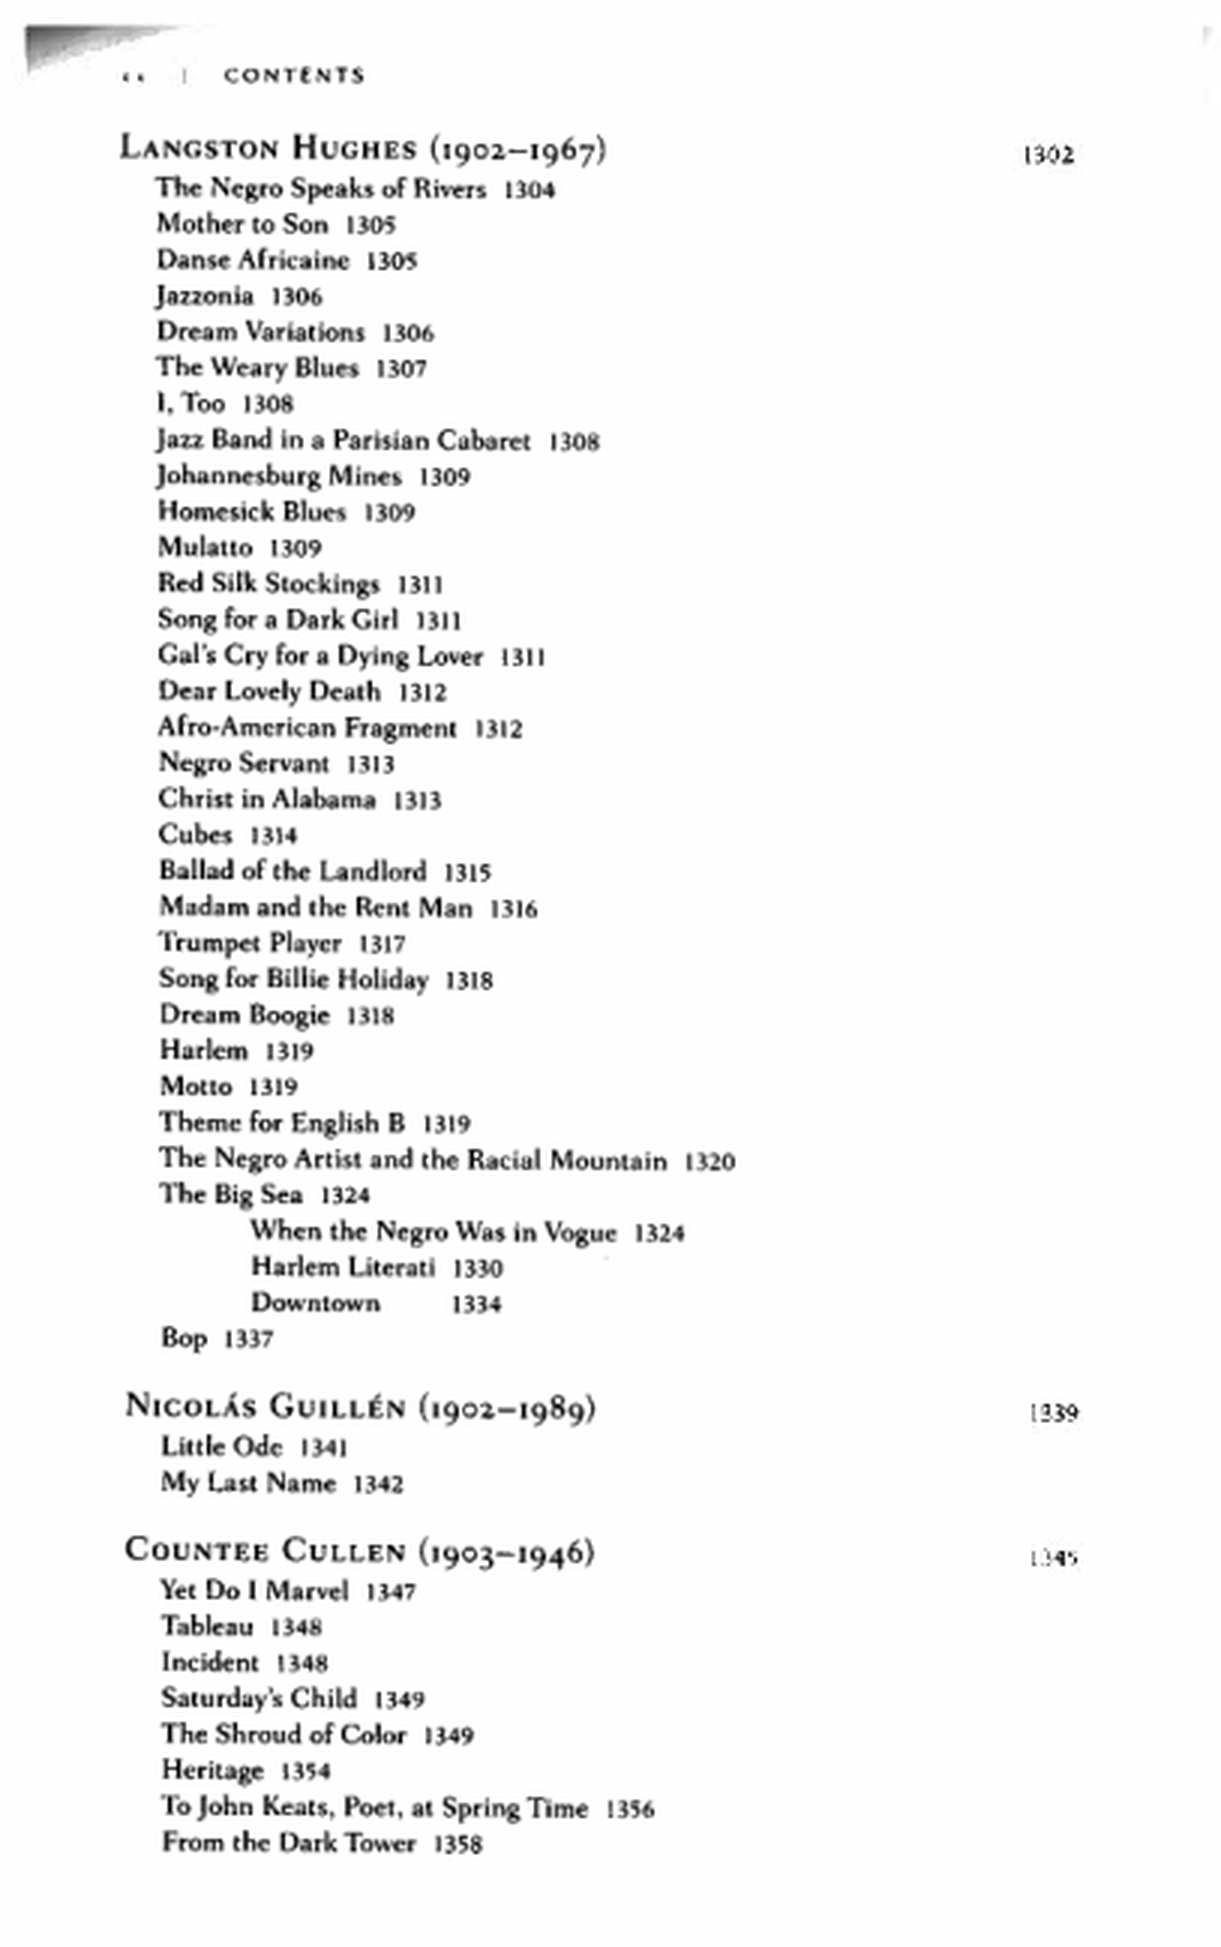 | CONTENTS
LANGSTON HUGHES (1902–1967) 1302
The Negro Speaks of Rivers 1304
Mother to Son 1305
Danse Africaine 1305
Jazzonia 1306
Dream Variations 1306
The Weary Blues 1307
I, Too 1308
Jazz Band in a Parisian Cabaret 1308
Johannesburg Mines 1309
Homesick Blues 1309
Mulatto 1309
Red Silk Stockings 1311
Song for a Dark Girl 1311
Gal's Cry for a Dying Lover 1311
Dear Lovely Death 1312
Afro-American Fragment 1312
Negro Servant 1313
Christ in Alabama 1313
Cubes 1314
Ballad of the Landlord 1315
Madam and the Rent Man 1316
Trumpet Player 1317
Song for Billie Holiday 1318
Dream Boogie 1318
Harlem 1319
Motto 1319
Theme for English B 1319
The Negro Artist and the Racial Mountain 1320
The Big Sea 1324
When the Negro Was in Vogue 1324
Harlem Literati 1330
Downtown 1334
Bop 1337
NICOLÁS GUILLÉN (1902–1989) 1339
Little Ode 1341
My Last Name 1342
COUNTEE CULLEN (1903–1946) 1345
Yet Do I Marvel 1347
Tableau 1348
Incident 1348
Saturday's Child 1349
The Shroud of Color 1349
Heritage 1354
To John Keats, Poet, at Spring Time 1356
From the Dark Tower 1358